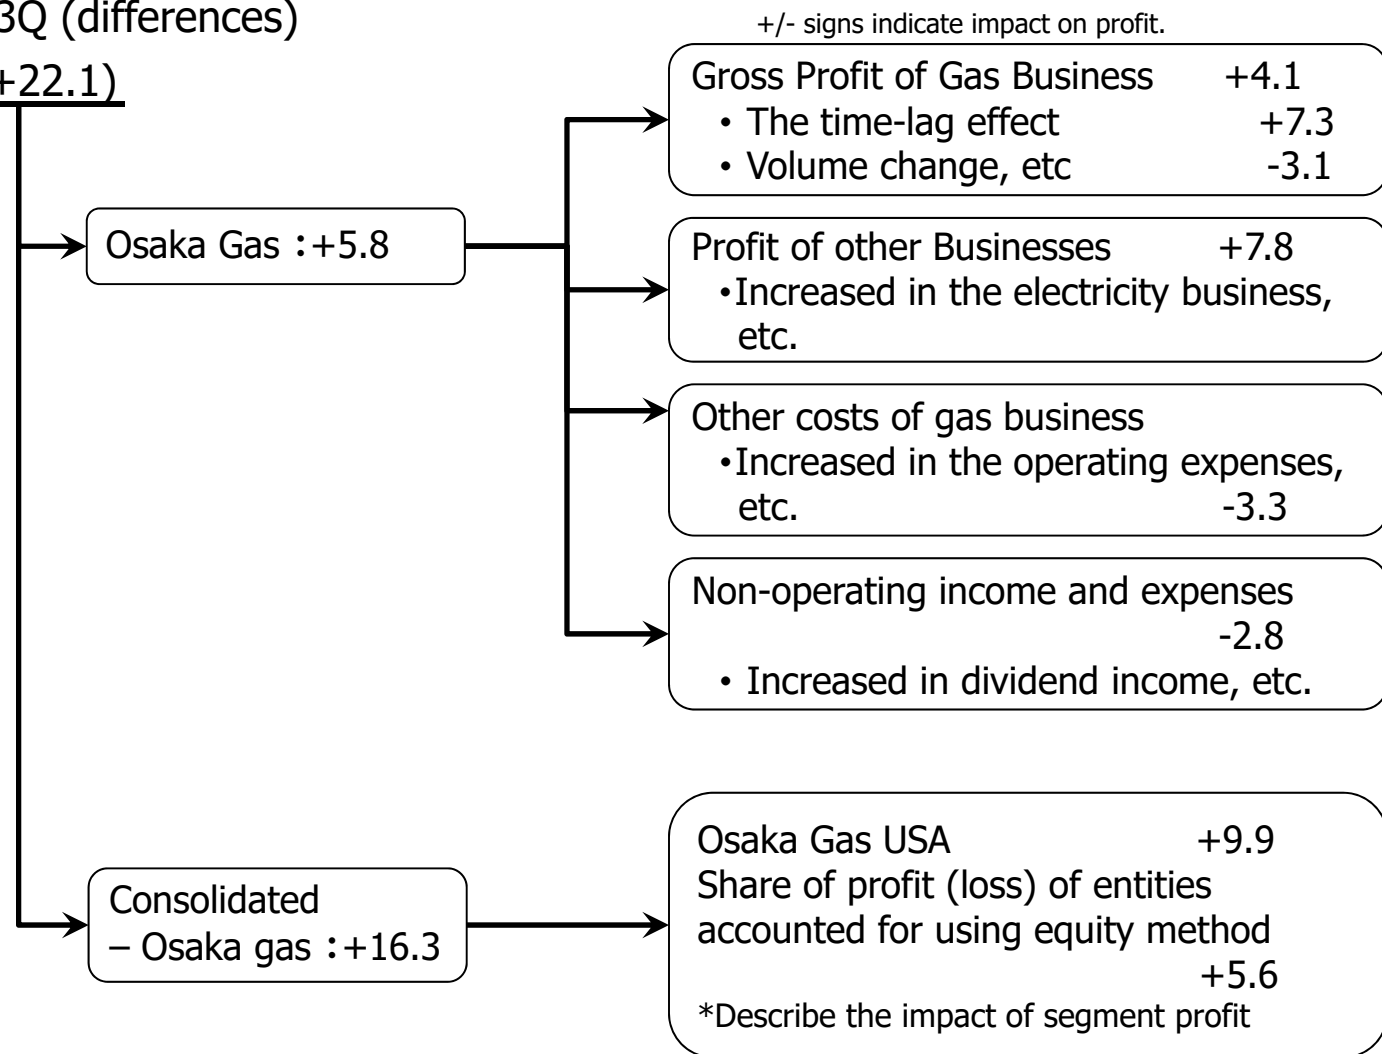 3Q (differences)
+22.1)
+/- signs indicate impact on profit.
Gross Profit of Gas Business +4.1
・ The time-lag effect +7.3
・ Volume change, etc -3.1
Osaka Gas :+5.8
Profit of other Businesses +7.8
・Increased in the electricity business,
etc.
Other costs of gas business
・Increased in the operating expenses,
etc. -3.3
Non-operating income and expenses
-2.8
・ Increased in dividend income, etc.
Consolidated
– Osaka gas :+16.3
Osaka Gas USA +9.9
Share of profit (loss) of entities
accounted for using equity method
+5.6
*Describe the impact of segment profit